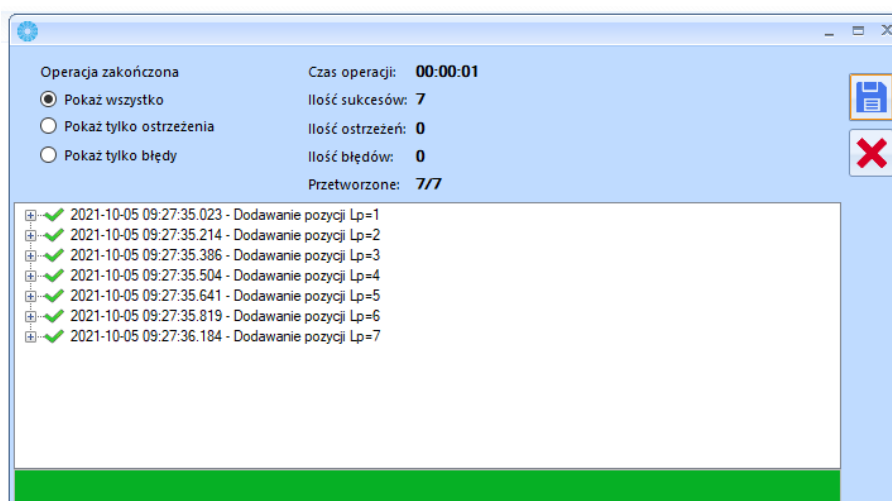 Operacja zakończona
Pokaż wszystko
Pokaż tylko ostrzeżenia
Pokaż tylko błędy
Czas operacji: 00:00:01
Ilość sukcesów: 7
Ilość ostrzeżeń: 0
Ilość błędów: 0
Przetworzone: 7/7
2021-10-05 09:27:35.023 - Dodawanie pozycji Lp=1
2021-10-05 09:27:35.214 - Dodawanie pozycji Lp=2
2021-10-05 09:27:35.386 - Dodawanie pozycji Lp=3
2021-10-05 09:27:35.504 - Dodawanie pozycji Lp=4
2021-10-05 09:27:35.641 - Dodawanie pozycji Lp=5
2021-10-05 09:27:35.819 - Dodawanie pozycji Lp=6
2021-10-05 09:27:36.184 - Dodawanie pozycji Lp=7